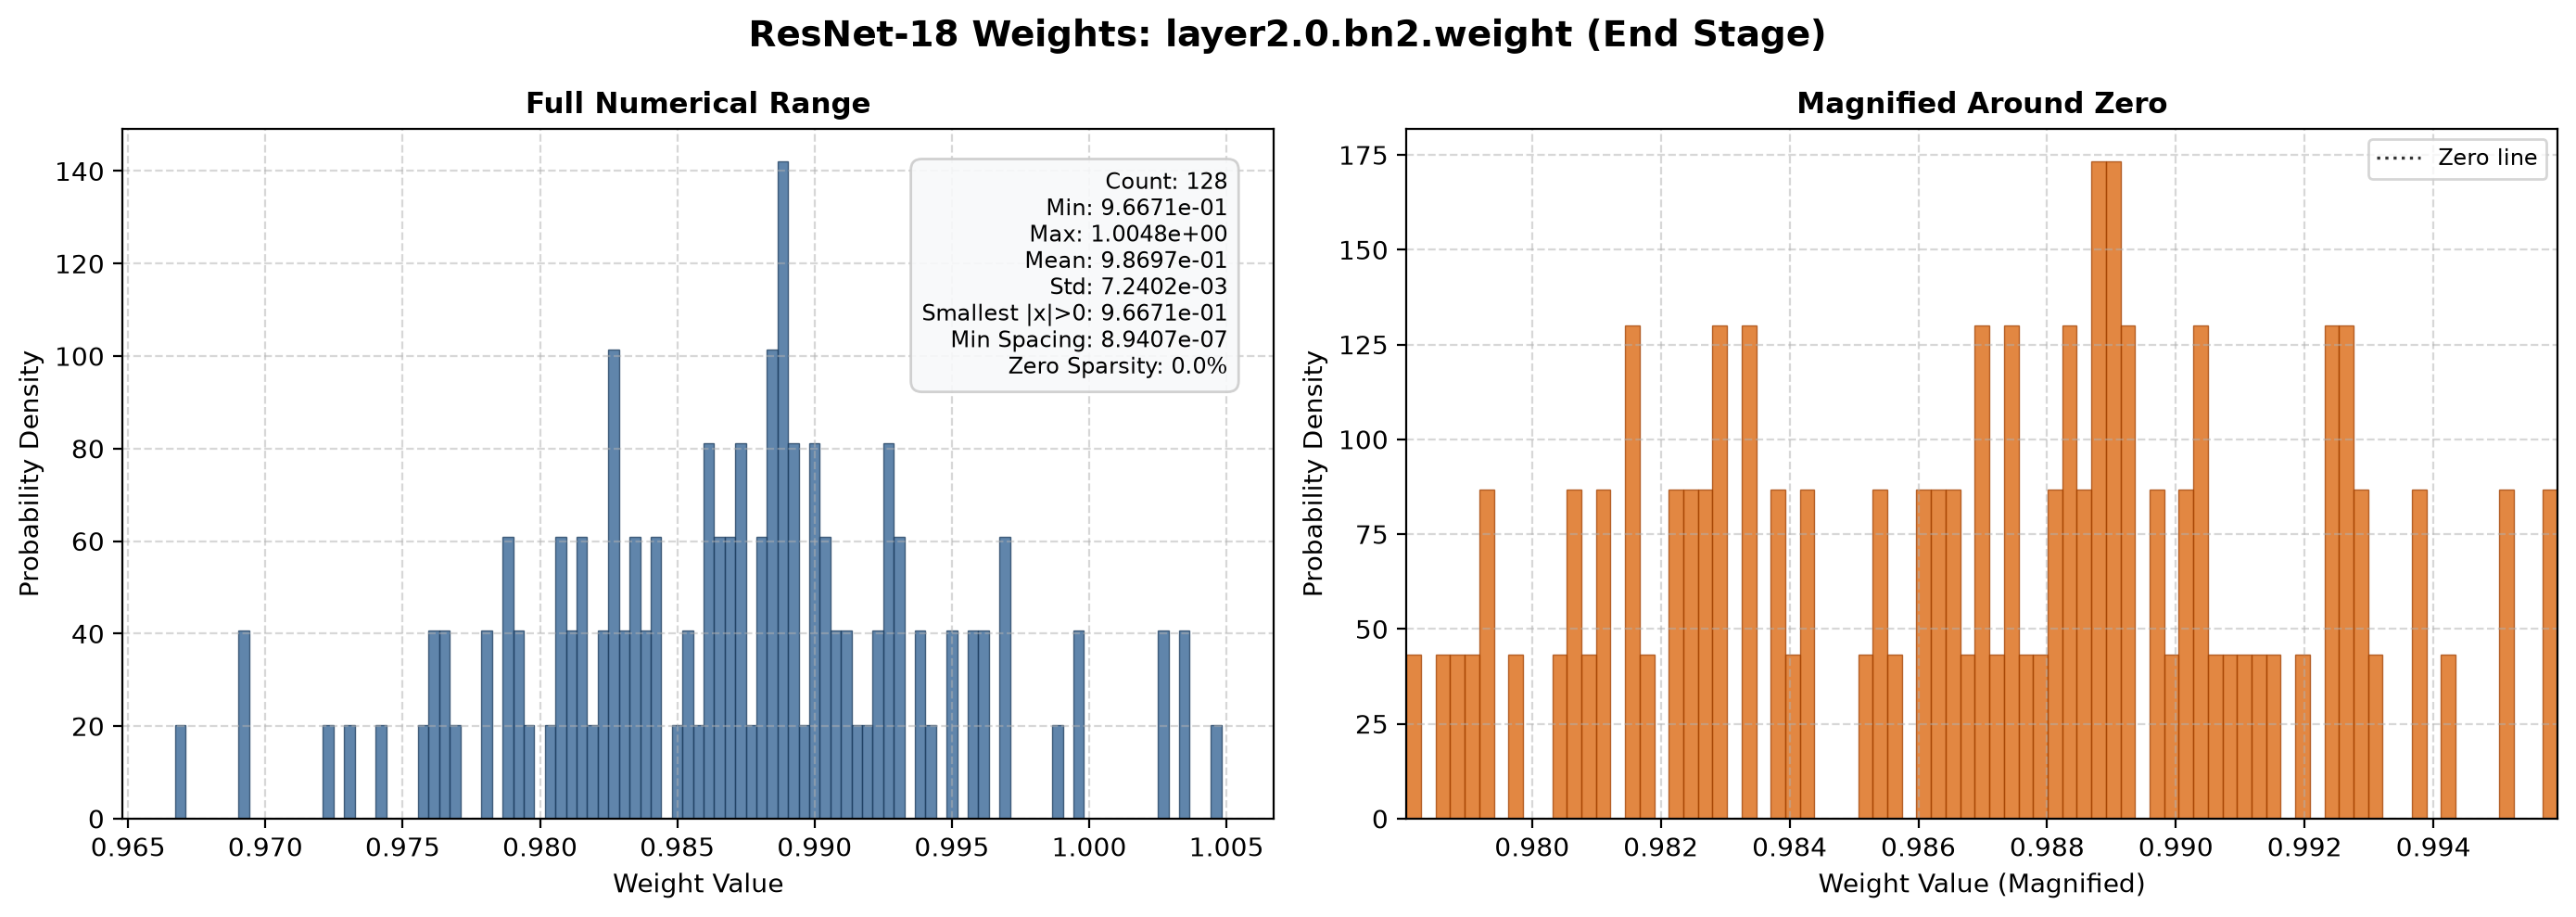 ResNet-18 Weights: layer2.0.bn2.weight (End Stage)
Full Numerical Range
Probability Density
140
120
100
80
60
40
20
0
Count: 128
Min: 9.6671e-01
Max: 1.0048e+00
Mean: 9.8697e-01
Std: 7.2402e-03
Smallest |x|>0: 9.6671e-01
Min Spacing: 8.9407e-07
Zero Sparsity: 0.0%
0.965 0.970 0.975 0.980 0.985 0.990 0.995 1.000 1.005
Weight Value
Magnified Around Zero
Probability Density
175
150
125
100
75
50
25
0
Zero line
0.980 0.982 0.984 0.986 0.988 0.990 0.992 0.994
Weight Value (Magnified)